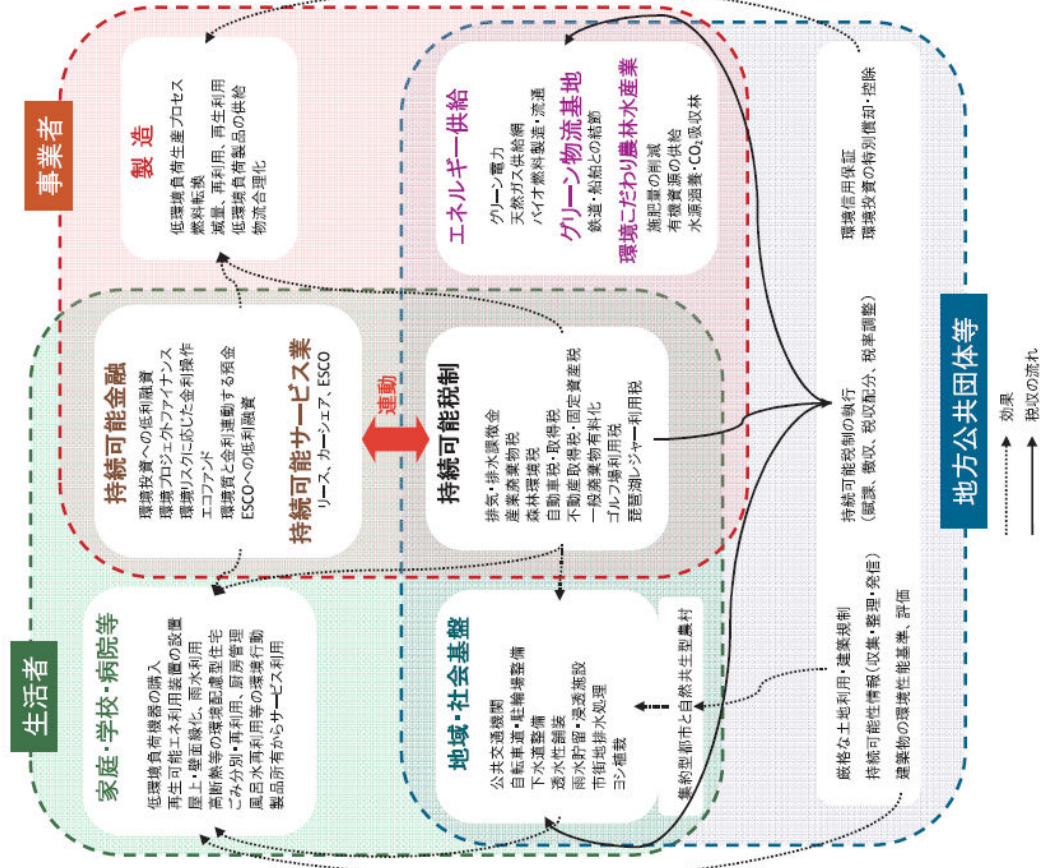 生活者
事業者
家庭・学校・病院等
低環境負荷機器の購入
再生可能エネ利用装置の設置
屋上・壁面緑化、雨水利用
高断熱等の環境配慮型住宅
ごみ分別・再利用、厨房管理
風呂水再利用等の環境行動
製品所有からサービス利用
持続可能金融
環境投資への低利融資
環境プロジェクトファイナンス
環境リスクに応じた金利操作
エコファンド
環境質と金利連動する預金
ESCOへの低利融資
持続可能サービス業
リース、カーシェア、ESCO
製造
低環境負荷生産プロセス
燃料転換
減量、再利用、再生利用
低環境負荷製品の供給
物流合理化
連動
地域・社会基盤
公共交通機関
自転車道・駐輪場整備
下水道整備
透水性舗装
雨水貯留・浸透施設
市街地排水処理
ヨシ植栽
集約型都市と自然共生型農村
持続可能税制
排気・排水課徴金
産業廃棄物税
森林環境税
自動車税・取得税
不動産取得税・固定資産税
一般廃棄物有料化
ゴルフ場利用税
琵琶湖レジャー利用税
エネルギー供給
グリーン電力
天然ガス供給網
バイオ燃料製造・流通
グリーン物流基地
鉄道・船舶との結節
環境こだわり農林水産業
施肥量の削減
有機資源の供給
水源涵養・CO₂吸収林
厳格な土地利用・建築規制
持続可能性情報(収集・整理・発信)
建築物の環境性能基準、評価
持続可能税制の執行
(賦課、徴収、税収配分、税率調整)
環境信用保証
環境投資の特別償却・控除
地方公共団体等
効果
税収の流れ